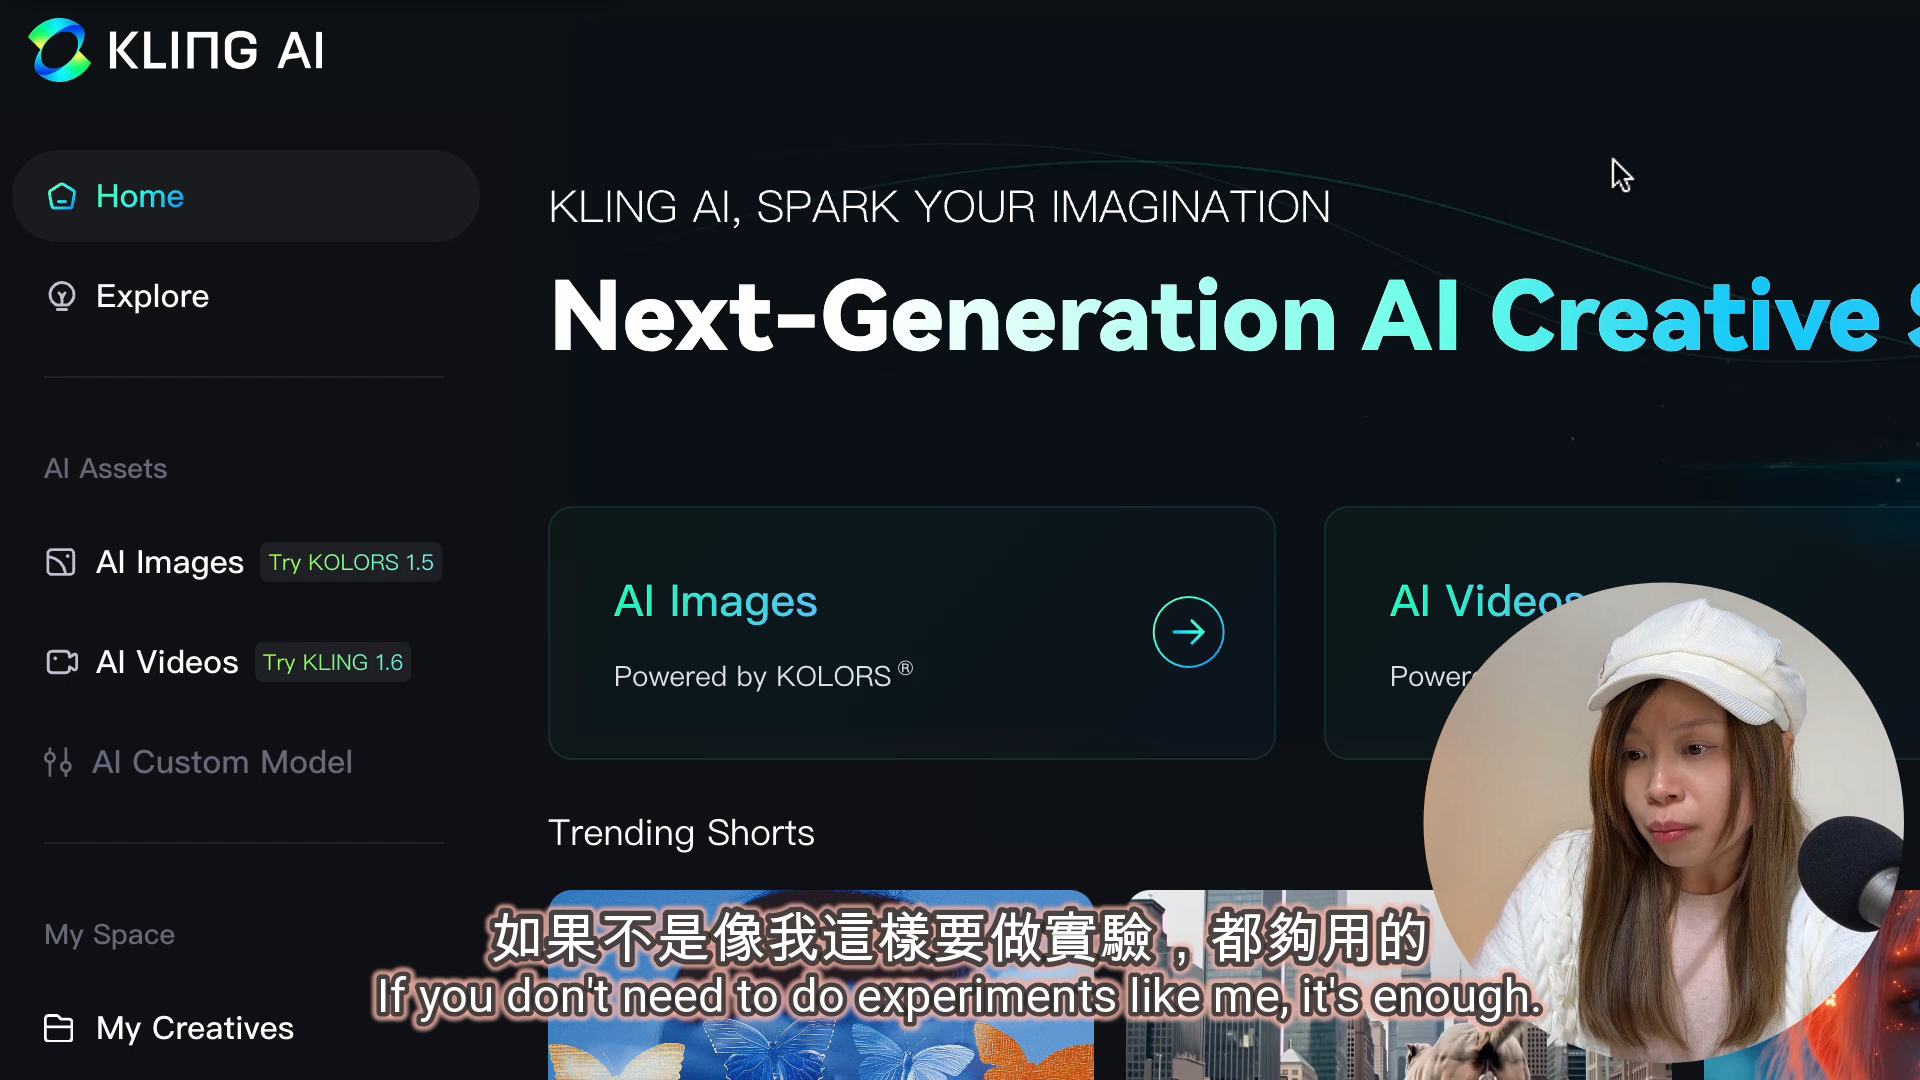 KLING AI
Home
Explore
AI Assets
AI Images Try KOLORS 1.5
AI Videos Try KLING 1.6
AI Custom Model
My Space
My Creatives
KLING AI, SPARK YOUR IMAGINATION
Next-Generation AI Creative
AI Images
Powered by KOLORS ®
AI Videos
Trending Shorts
如果不是像我這樣要做實驗，都夠用的
If you don't need to do experiments like me, it's enough.